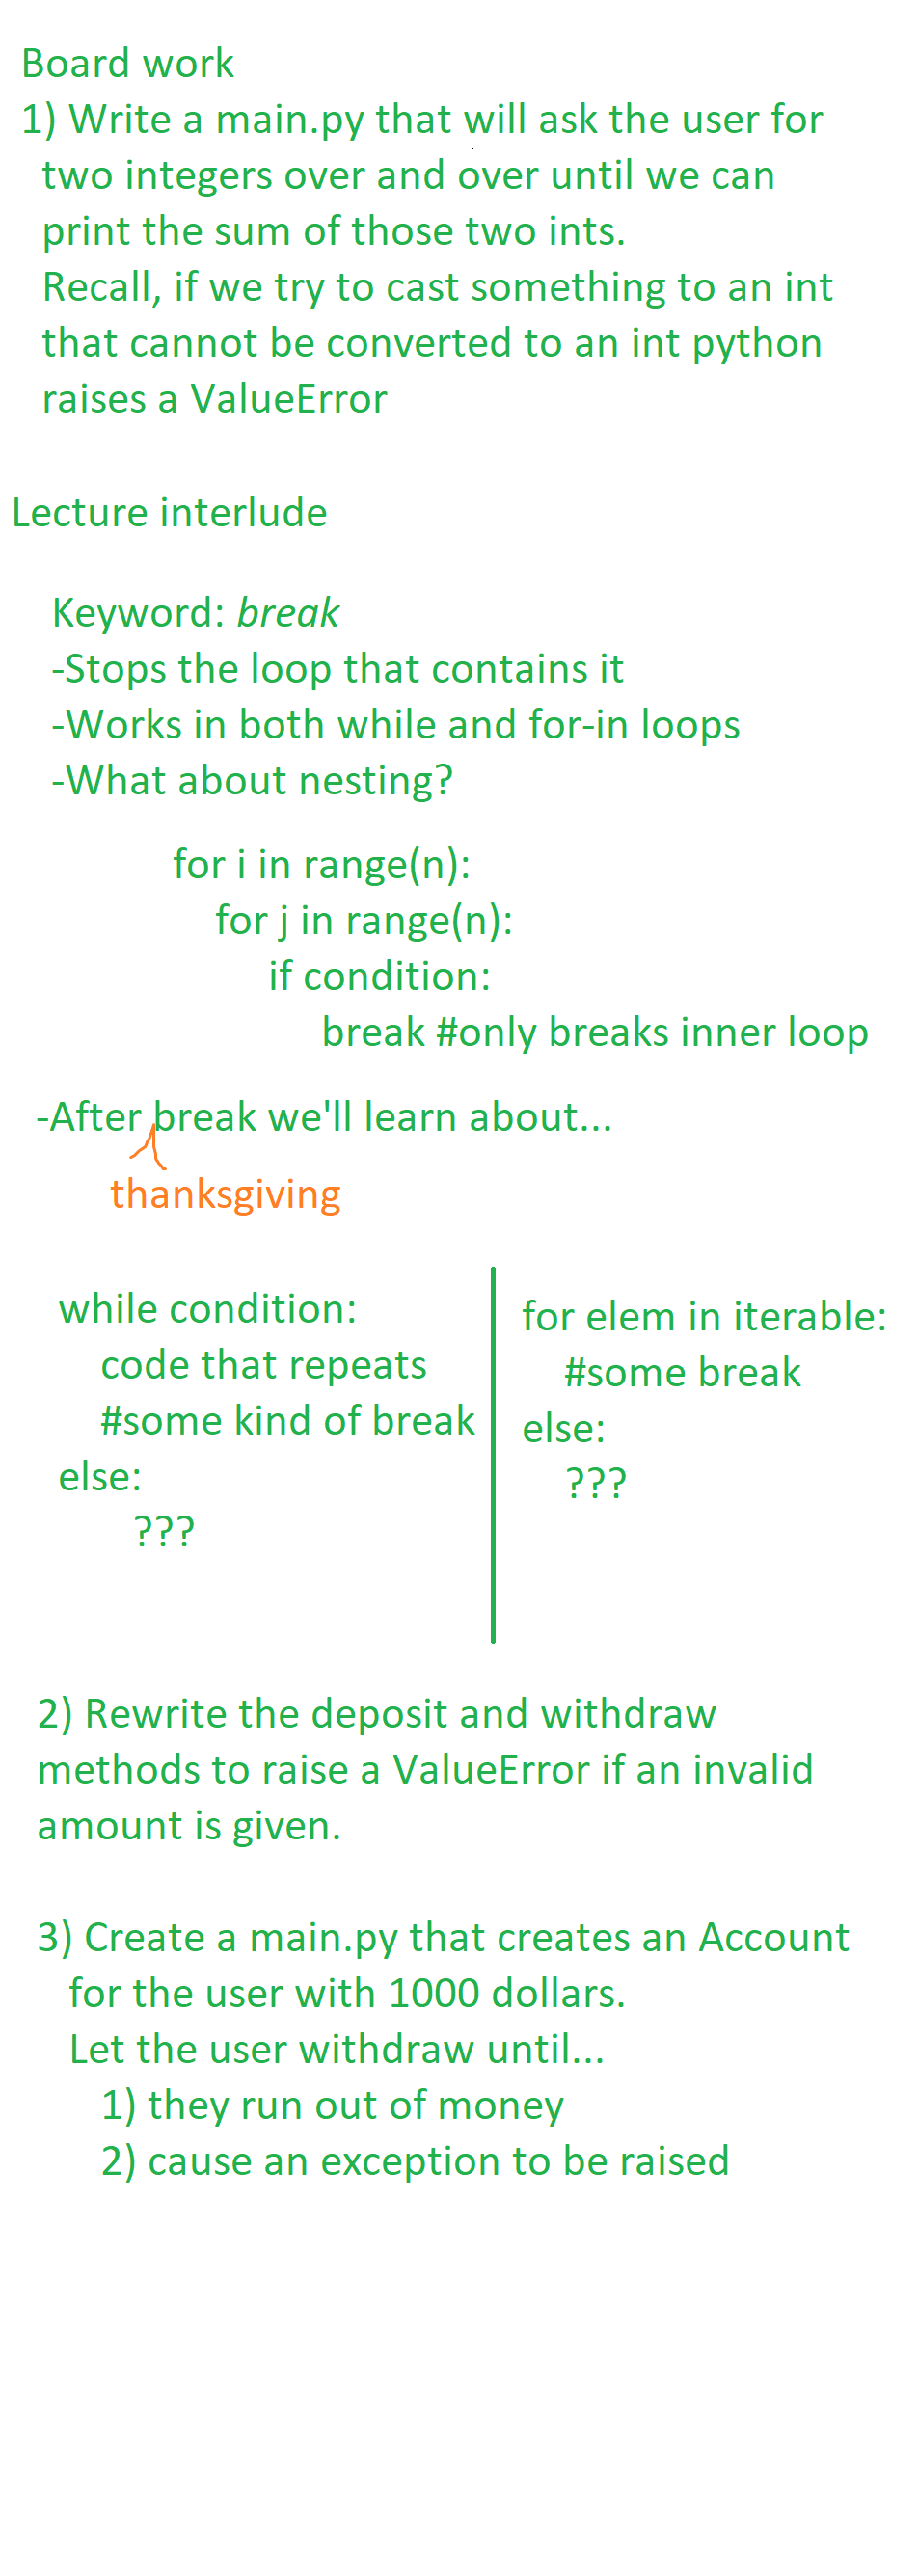 Board work
1) Write a main.py that will ask the user for
two integers over and over until we can
print the sum of those two ints.
Recall, if we try to cast something to an int
that cannot be converted to an int python
raises a ValueError
Lecture interlude
Keyword: break
-Stops the loop that contains it
-Works in both while and for-in loops
-What about nesting?
for i in range(n):
for j in range(n):
if condition:
break #only breaks inner loop
-After break we'll learn about...
thanksgiving
while condition:
code that repeats
#some kind of break
else:
???
for elem in iterable:
#some break
else:
???
2) Rewrite the deposit and withdraw
methods to raise a ValueError if an invalid
amount is given.
3) Create a main.py that creates an Account
for the user with 1000 dollars.
Let the user withdraw until...
1) they run out of money
2) cause an exception to be raised